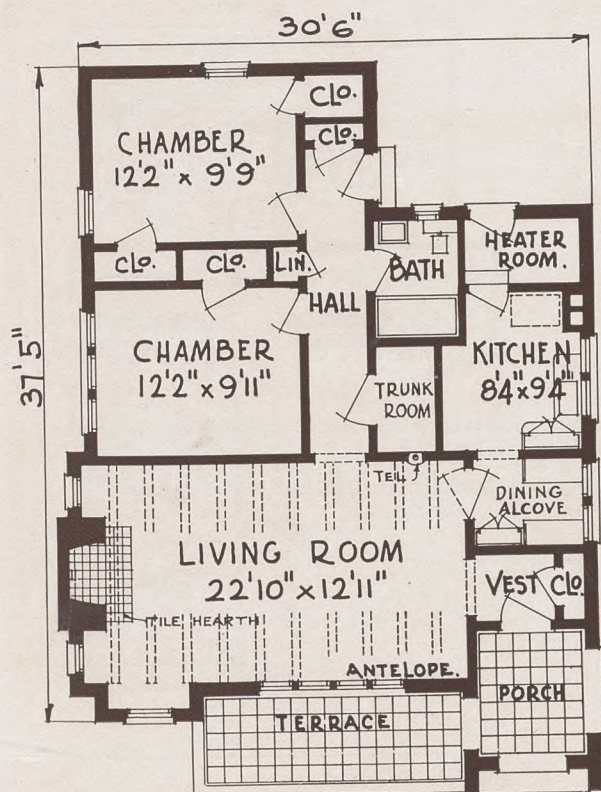 30'6"
CLO.
CHAMBER
12'2" x 9'9"
CLO.
HEATER
ROOM.
CLO.
CLO.
LIN.
BATH
HALL
37'5"
CHAMBER
12'2" x 9'11"
KITCHEN
8'4" x 9'4"
TRUNK
ROOM
TEL.
DINING
ALCOVE
LIVING ROOM
22'10" x 12'11"
VEST
CLO.
TILE HEARTH
ANTELOPE.
PORCH
TERRACE